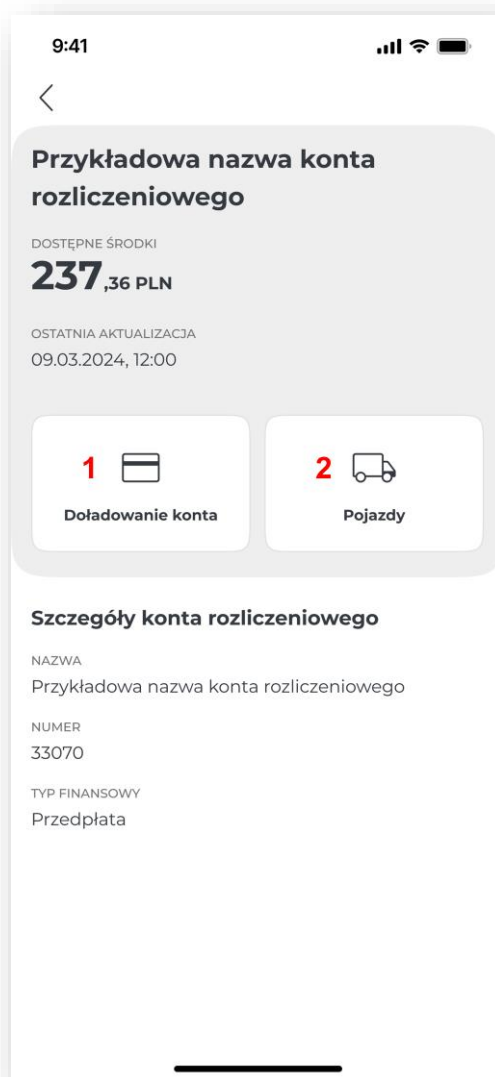 9:41
Przykładowa nazwa konta
rozliczeniowego
DOSTĘPNE ŚRODKI
237,36 PLN
OSTATNIA AKTUALIZACJA
09.03.2024, 12:00
1
2
Doładowanie konta
Pojazdy
Szczegóły konta rozliczeniowego
NAZWA
Przykładowa nazwa konta rozliczeniowego
NUMER
33070
TYP FINANSOWY
Przedpłata